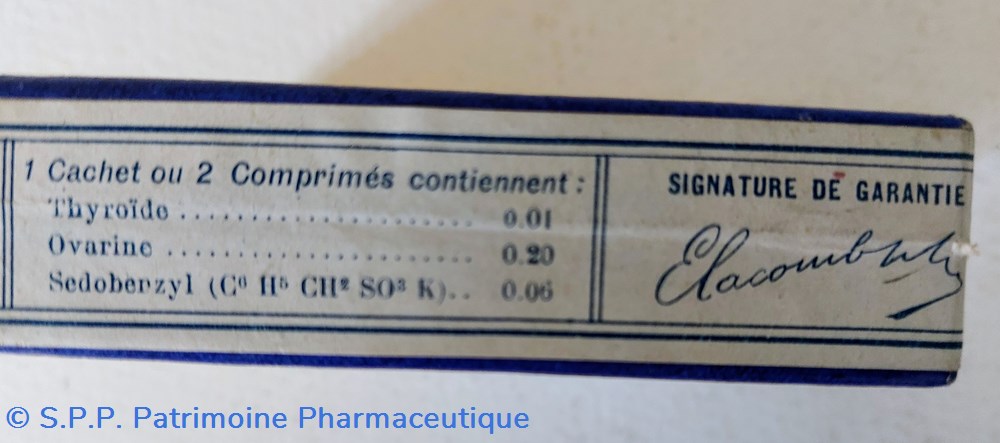 1 Cachet ou 2 Comprimés contiennent :
Thyroïde .......................... 0.01
Ovarine .......................... 0.20
Sedobenzyl (C⁶ H⁵ CH² SO³ K)... 0.06
SIGNATURE DE GARANTIE
© S.P.P. Patrimoine Pharmaceutique